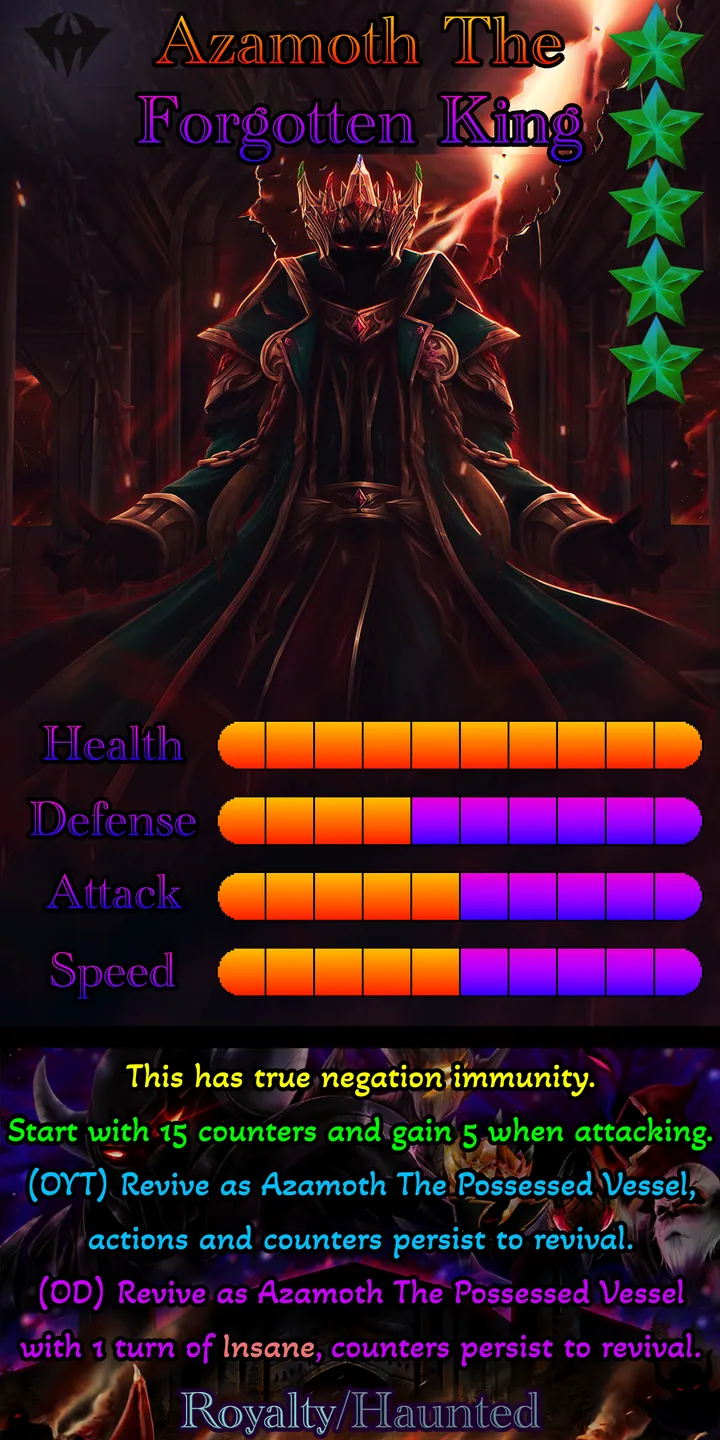 Azamoth The
Forgotten King
Health
Defense
Attack
Speed
This has true negation immunity.
Start with 15 counters and gain 5 when attacking.
(OYT) Revive as Azamoth The Possessed Vessel,
actions and counters persist to revival.
(OD) Revive as Azamoth The Possessed Vessel
with 1 turn of Insane, counters persist to revival.
Royalty/Haunted